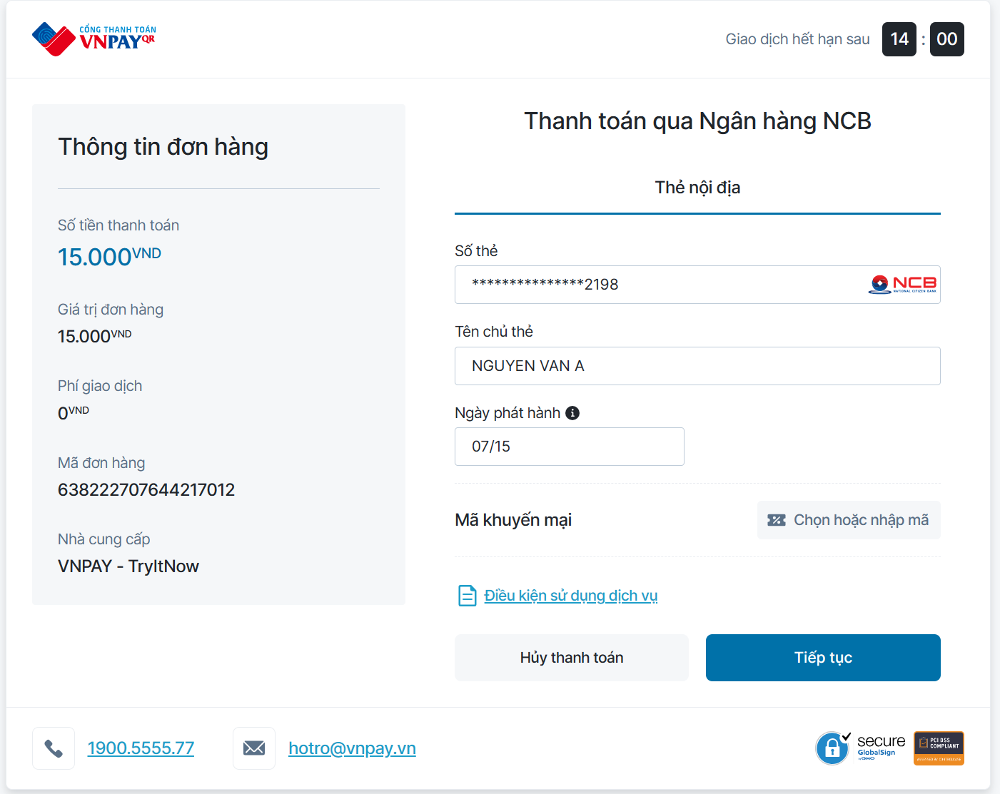 CỔNG THANH TOÁN
VNPAYQR
Giao dịch hết hạn sau 14 : 00
Thông tin đơn hàng
Số tiền thanh toán
15.000VND
Giá trị đơn hàng
15.000VND
Phí giao dịch
0VND
Mã đơn hàng
638222707644217012
Nhà cung cấp
VNPAY - TryItNow
Thanh toán qua Ngân hàng NCB
Thẻ nội địa
Số thẻ
***************2198
NCB
NATIONAL CITIZEN BANK
Tên chủ thẻ
NGUYEN VAN A
Ngày phát hành
07/15
Mã khuyến mại
Chọn hoặc nhập mã
Điều kiện sử dụng dịch vụ
Hủy thanh toán
Tiếp tục
1900.5555.77
hotro@vnpay.vn
secure
GlobalSign
by GMO
PCI DSS
COMPLIANT
ASSESSED BY CONTROLCASE